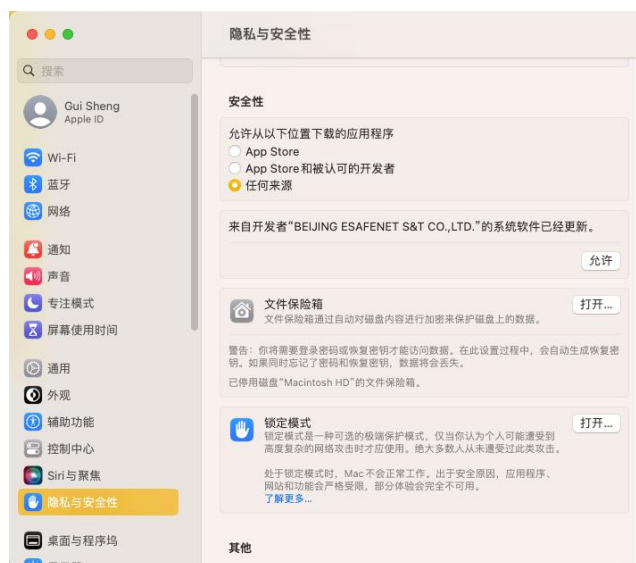 隐私与安全性
搜索
Gui Sheng
Apple ID
Wi-Fi
蓝牙
网络
通知
声音
专注模式
屏幕使用时间
通用
外观
辅助功能
控制中心
Siri与聚焦
隐私与安全性
桌面与程序坞
安全性
允许从以下位置下载的应用程序
App Store
App Store 和被认可的开发者
任何来源
来自开发者“BEIJING ESAFENET S&T CO.,LTD.”的系统软件已经更新。
允许
文件保险箱
打开...
文件保险箱通过自动对磁盘内容进行加密来保护磁盘上的数据。
警告：你将需要登录密码或恢复密钥才能访问数据。在此设置过程中，会自动生成恢复密
钥。如果同时忘记了密码和恢复密钥，数据将会丢失。
已停用磁盘“Macintosh HD”的文件保险箱。
锁定模式
打开...
锁定模式是一种可选的极端保护模式，仅当你认为个人可能遭受到
高度复杂的网络攻击时才应使用。绝大多数人从未遭受过此类攻击。
处于锁定模式时，Mac 不会正常工作。出于安全原因，应用程序、
网站和功能会严格受限，部分体验会完全不可用。
了解更多...
其他